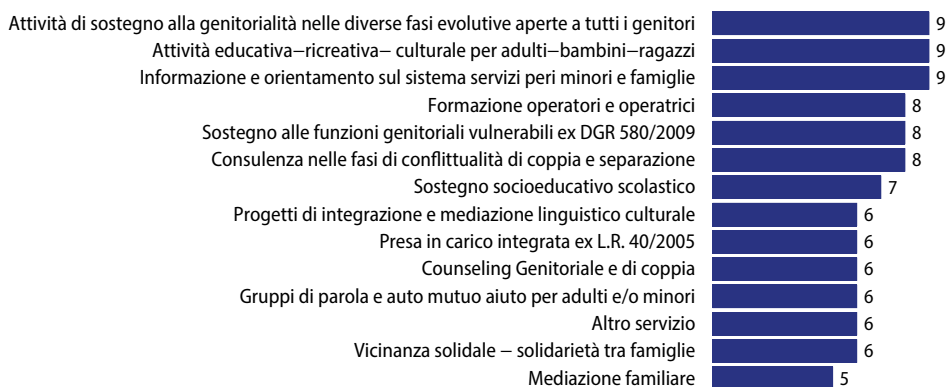 Attività di sostegno alla genitorialità nelle diverse fasi evolutive aperte a tutti i genitori 9
Attività educativa–ricreativa– culturale per adulti–bambini–ragazzi 9
Informazione e orientamento sul sistema servizi peri minori e famiglie 9
Formazione operatori e operatrici 8
Sostegno alle funzioni genitoriali vulnerabili ex DGR 580/2009 8
Consulenza nelle fasi di conflittualità di coppia e separazione 8
Sostegno socioeducativo scolastico 7
Progetti di integrazione e mediazione linguistico culturale 6
Presa in carico integrata ex L.R. 40/2005 6
Counseling Genitoriale e di coppia 6
Gruppi di parola e auto mutuo aiuto per adulti e/o minori 6
Altro servizio 6
Vicinanza solidale – solidarietà tra famiglie 6
Mediazione familiare 5